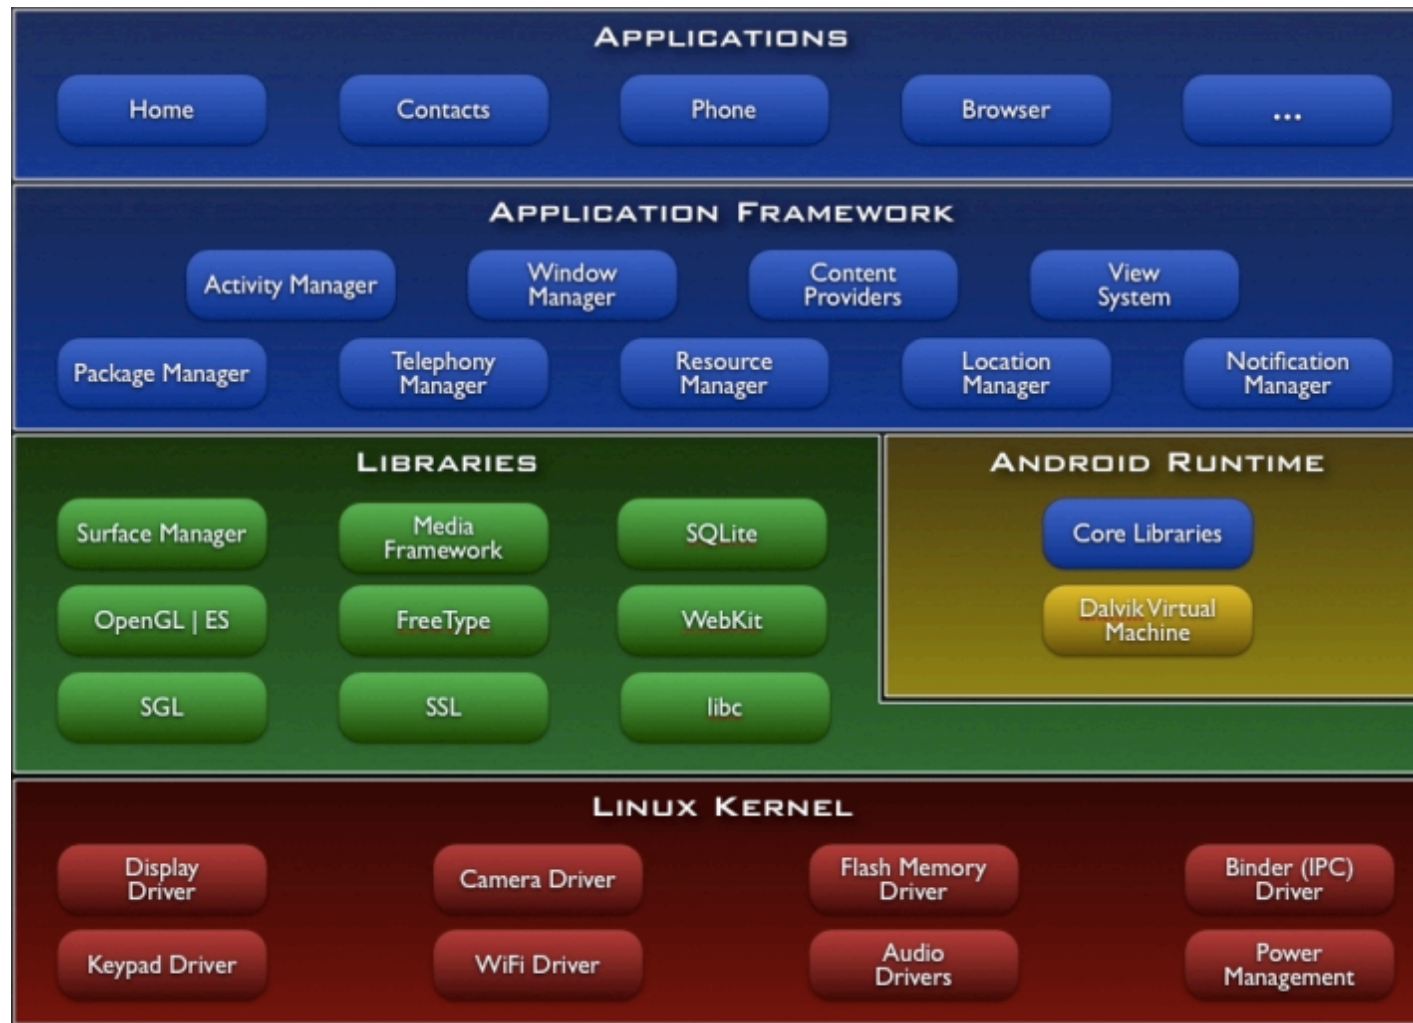 APPLICATIONS
Home
Contacts
Phone
Browser
...
APPLICATION FRAMEWORK
Activity Manager
Window
Manager
Content
Providers
View
System
Package Manager
Telephony
Manager
Resource
Manager
Location
Manager
Notification
Manager
LIBRARIES
Surface Manager
Media
Framework
SQLite
OpenGL | ES
FreeType
WebKit
SGL
SSL
libc
ANDROID RUNTIME
Core Libraries
Dalvik Virtual
Machine
LINUX KERNEL
Display
Driver
Camera Driver
Flash Memory
Driver
Binder (IPC)
Driver
Keypad Driver
WiFi Driver
Audio
Drivers
Power
Management